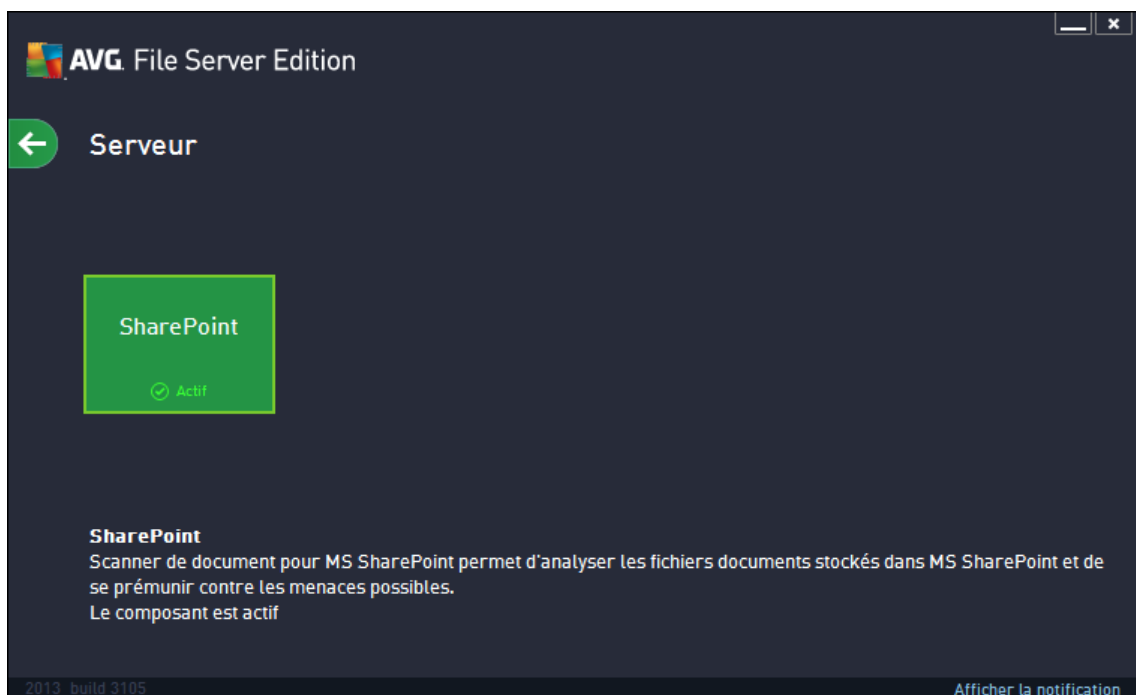 AVG. File Server Edition
Serveur
SharePoint
Actif
SharePoint
Scanner de document pour MS SharePoint permet d'analyser les fichiers documents stockés dans MS SharePoint et de
se prémunir contre les menaces possibles.
Le composant est actif
2013 build 3105
Afficher la notification